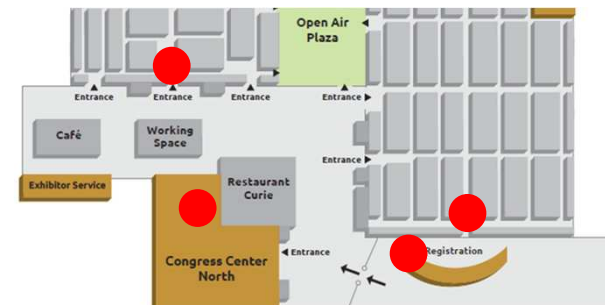 Open Air
Plaza
Entrance
Entrance
Entrance
Entrance
Café
Working
Space
Entrance
Exhibitor Service
Restaurant
Curie
Congress Center
North
Entrance
Registration